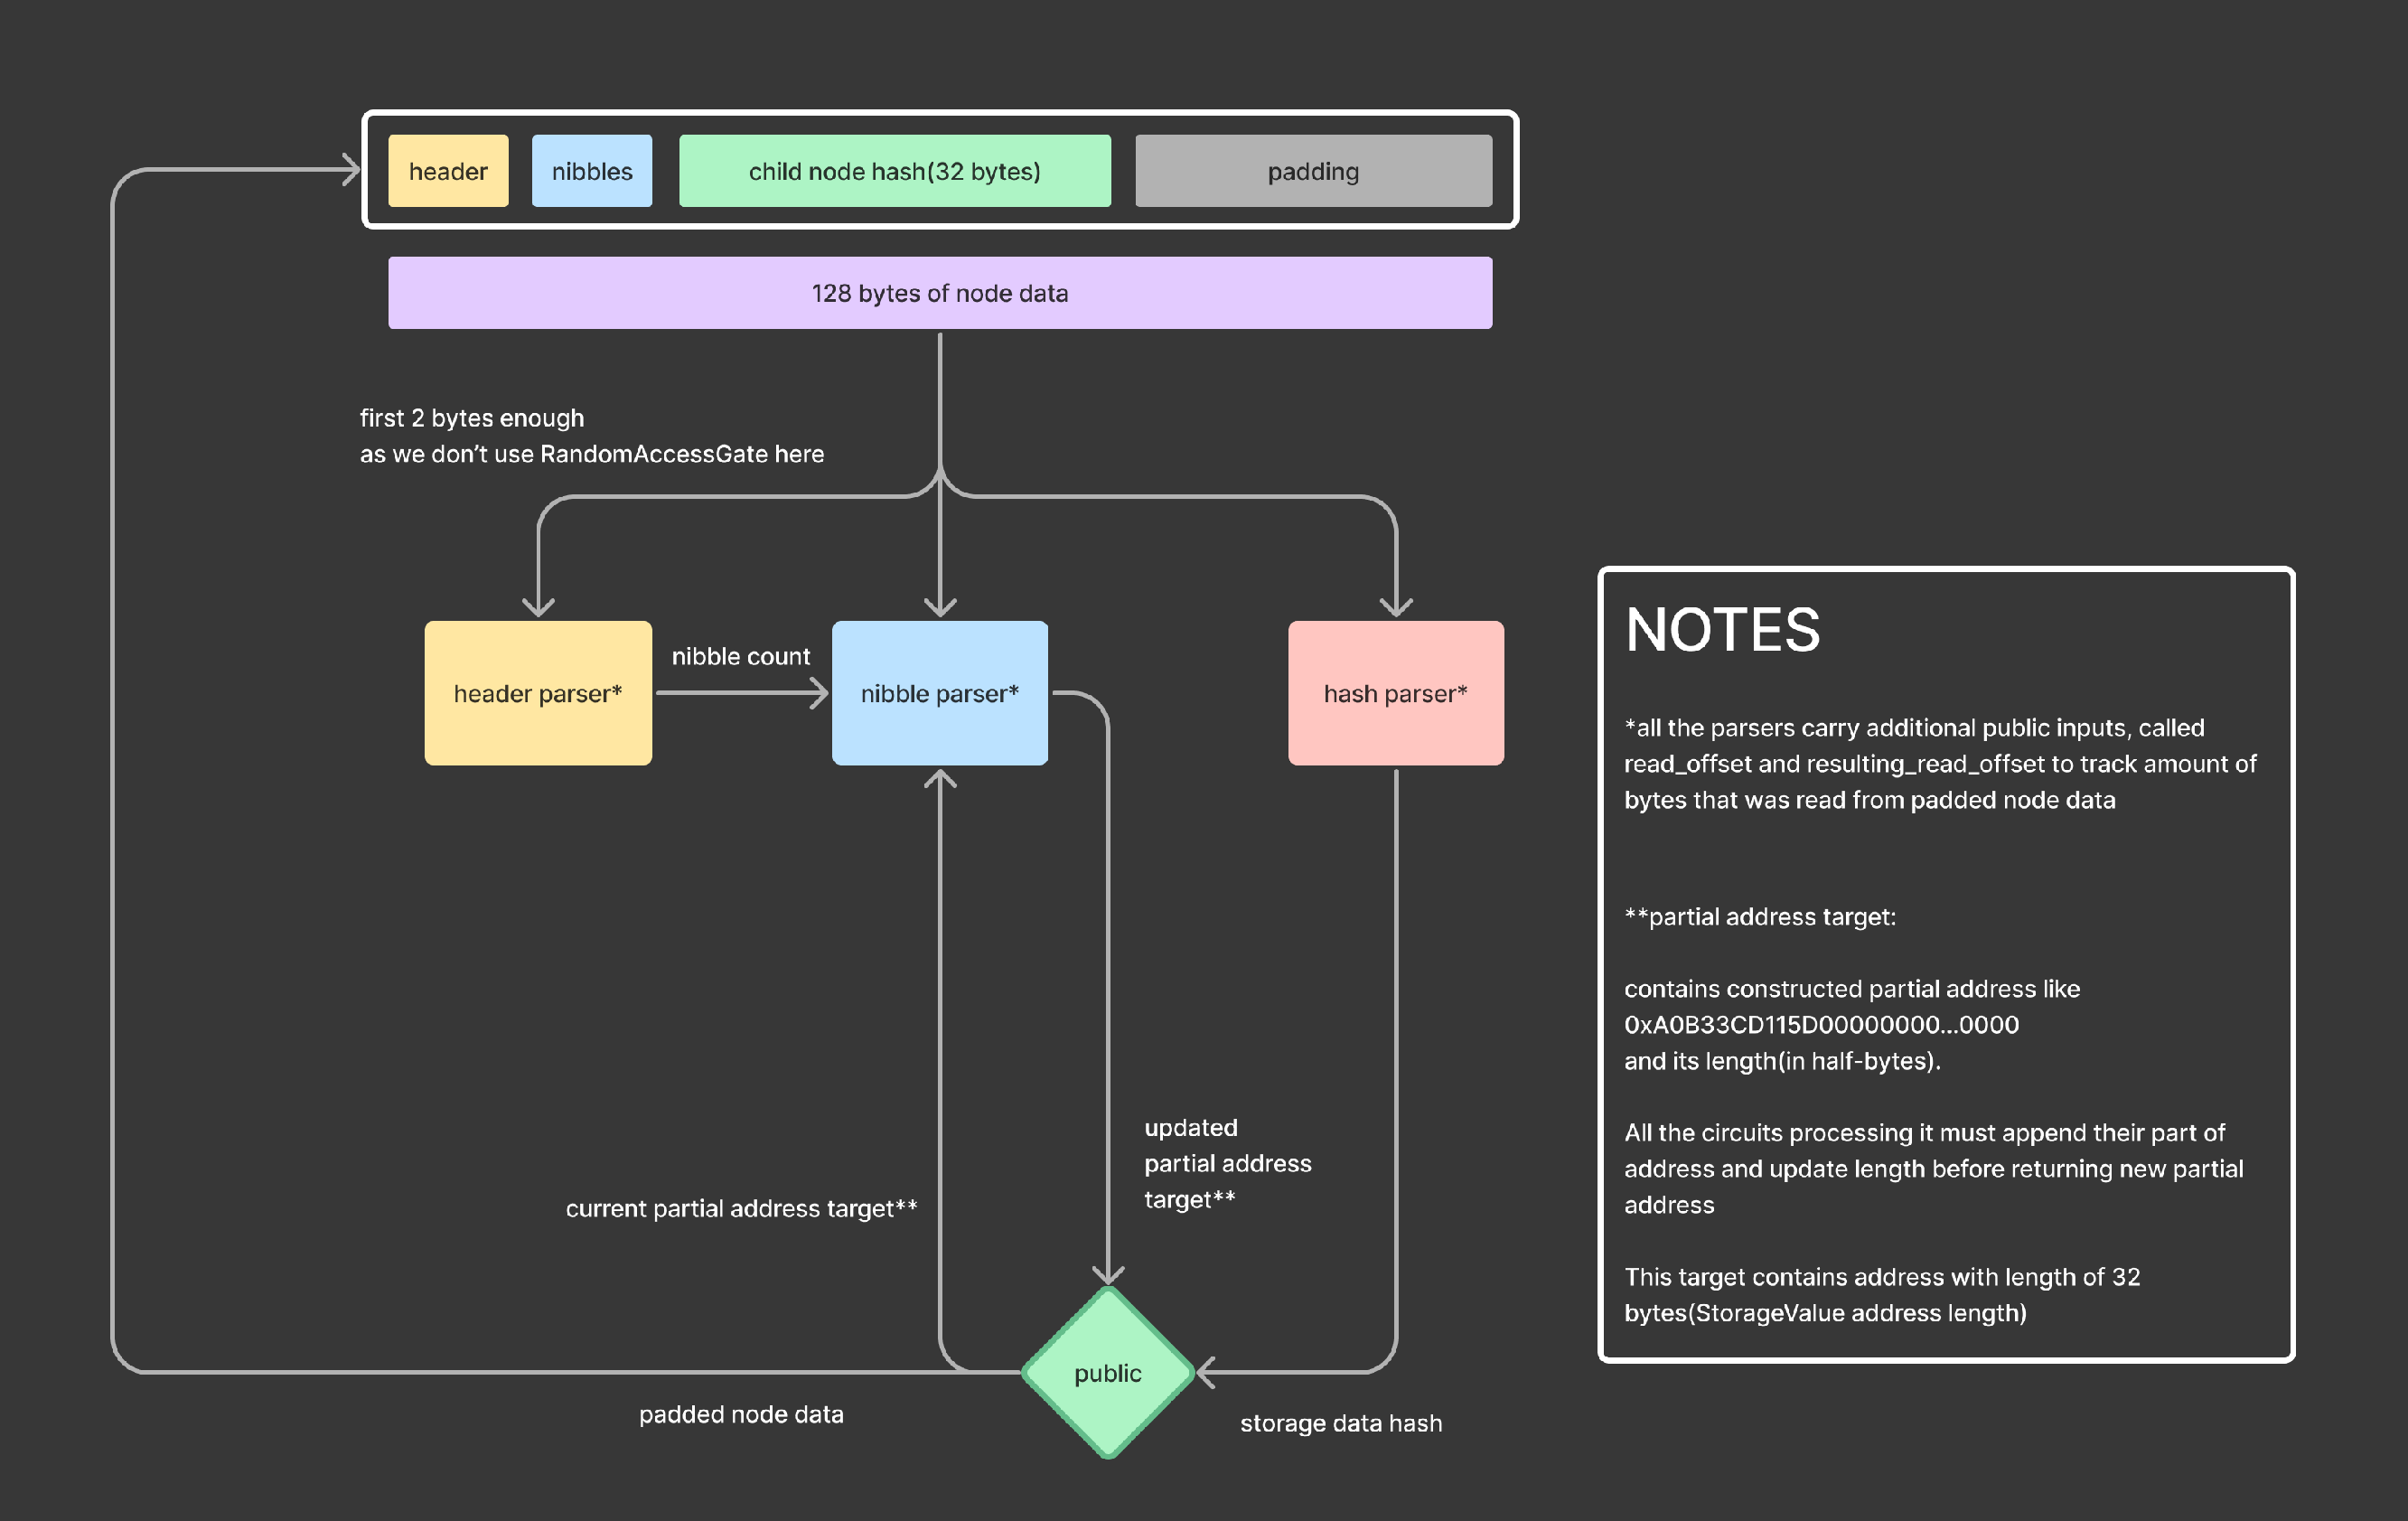 header
nibbles
child node hash(32 bytes)
padding
128 bytes of node data
first 2 bytes enough
as we don’t use RandomAccessGate here
header parser*
nibble count
nibble parser*
hash parser*
current partial address target**
updated
partial address
target**
public
padded node data
storage data hash
NOTES
*all the parsers carry additional public inputs, called
read_offset and resulting_read_offset to track amount of
bytes that was read from padded node data
**partial address target:
contains constructed partial address like
0xA0B33CD115D00000000...0000
and its length(in half-bytes).
All the circuits processing it must append their part of
address and update length before returning new partial
address
This target contains address with length of 32
bytes(StorageValue address length)